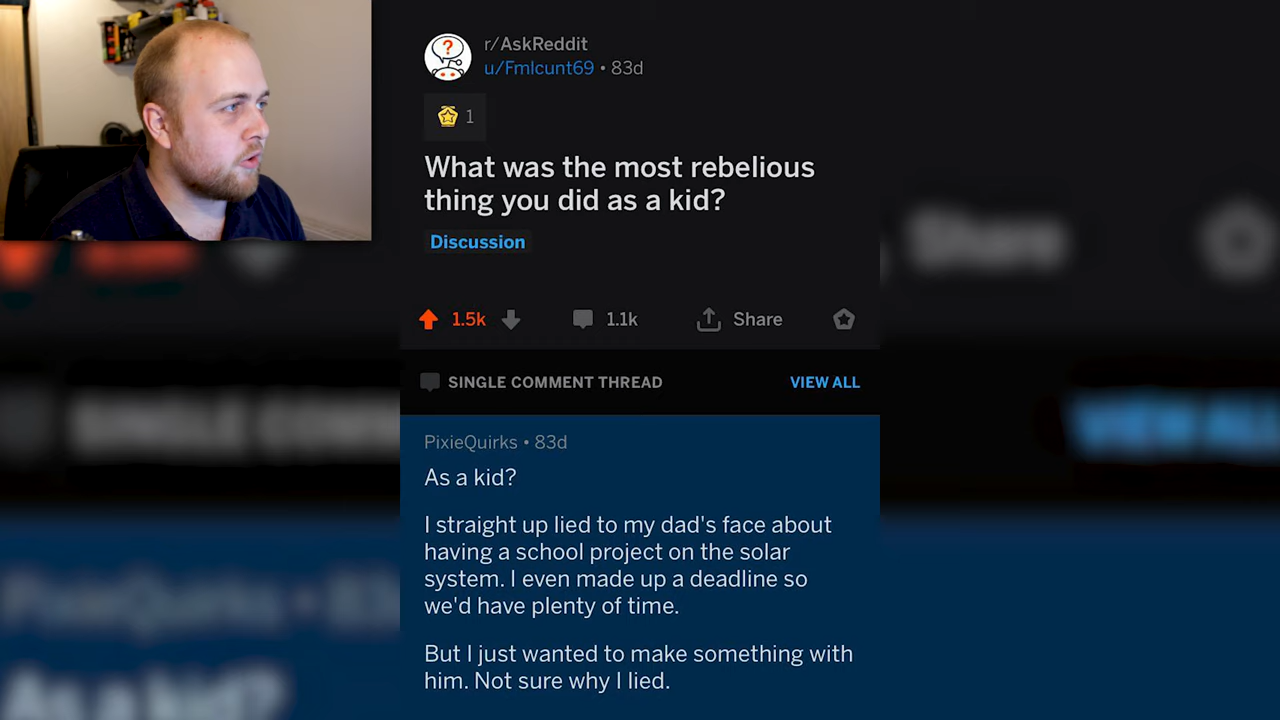 r/AskReddit
u/Fmlcunt69 • 83d
1
What was the most rebelious
thing you did as a kid?
Discussion
1.5k
1.1k
Share
SINGLE COMMENT THREAD
VIEW ALL
PixieQuirks • 83d
As a kid?
I straight up lied to my dad's face about
having a school project on the solar
system. I even made up a deadline so
we'd have plenty of time.
But I just wanted to make something with
him. Not sure why I lied.